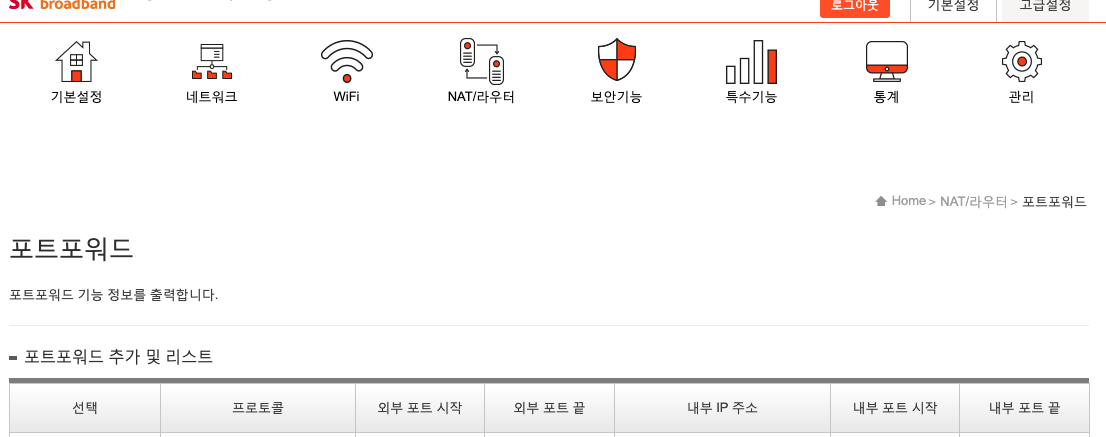 SK broadband
로그아웃 기본설정 고급설정
기본설정 네트워크 WiFi NAT/라우터 보안기능 특수기능 통계 관리
Home > NAT/라우터 > 포트포워드
포트포워드
포트포워드 기능 정보를 출력합니다.
포트포워드 추가 및 리스트
선택 프로토콜 외부 포트 시작 외부 포트 끝 내부 IP 주소 내부 포트 시작 내부 포트 끝